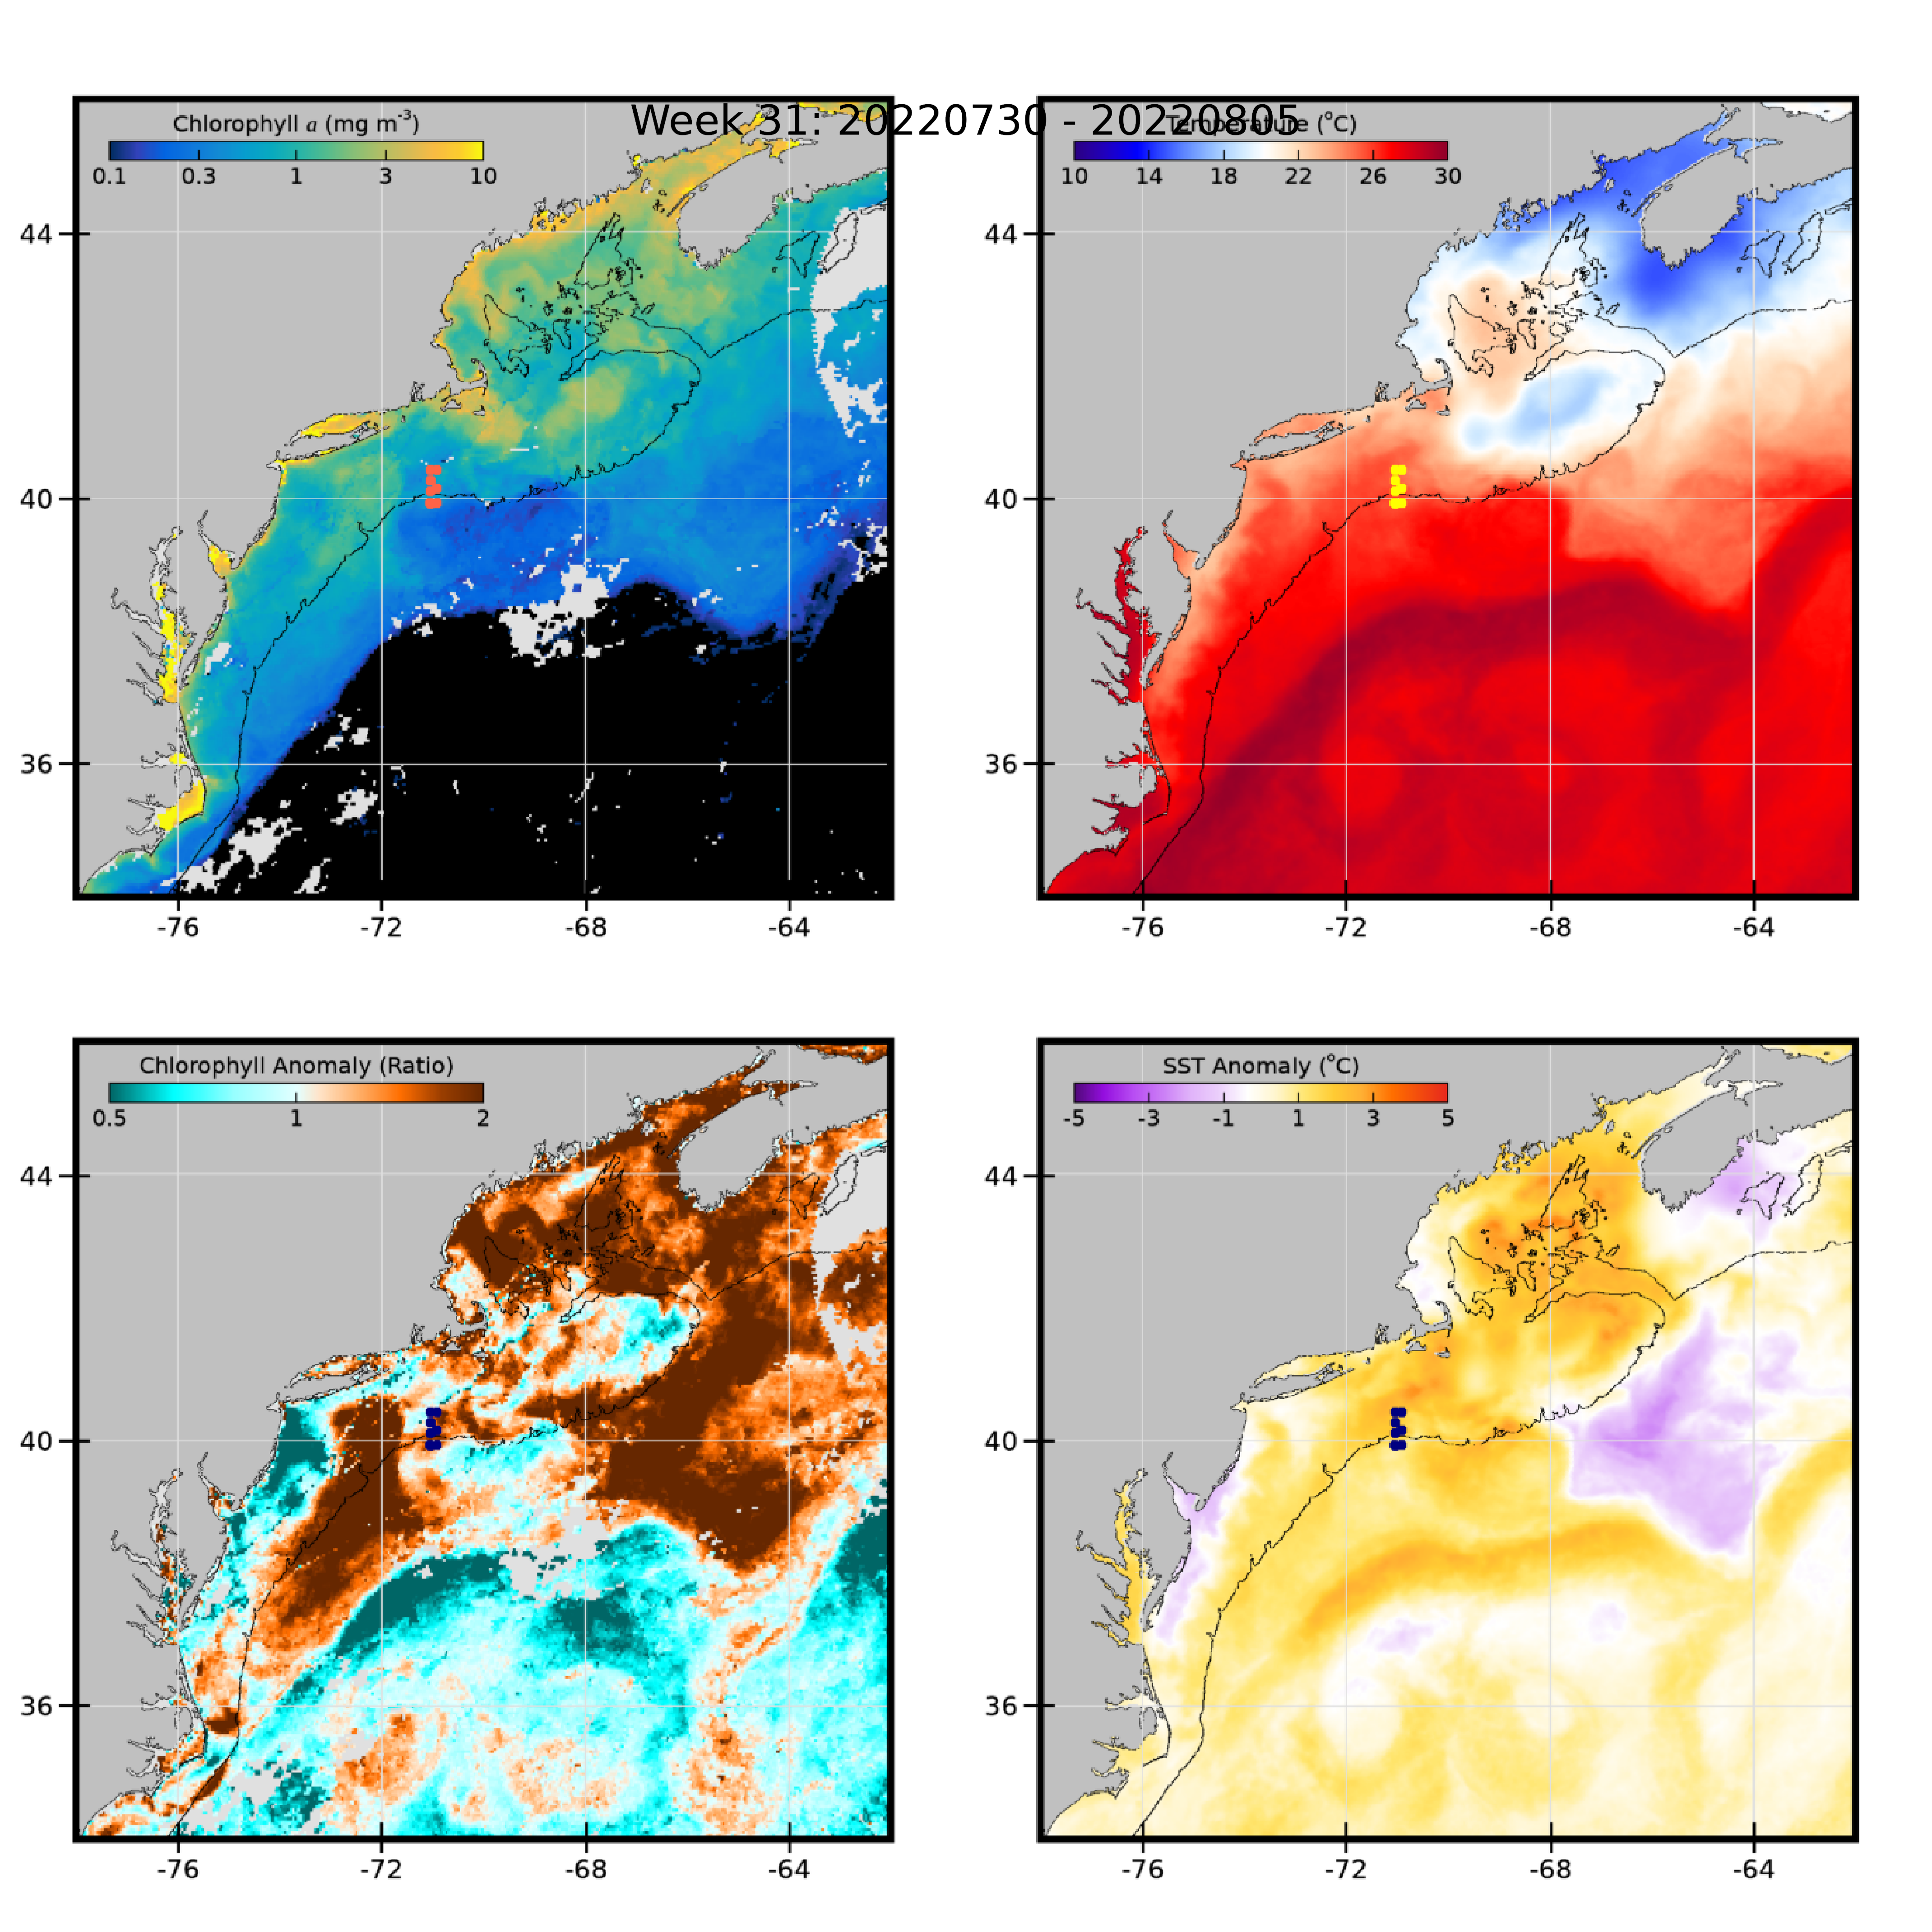 Week 31: 20220730 - 20220805
Chlorophyll a (mg m-3)
0.1 0.3 1 3 10
44
40
36
-76 -72 -68 -64
Temperature (°C)
10 14 18 22 26 30
44
40
36
-76 -72 -68 -64
Chlorophyll Anomaly (Ratio)
0.5 1 2
44
40
36
-76 -72 -68 -64
SST Anomaly (°C)
-5 -3 -1 1 3 5
44
40
36
-76 -72 -68 -64